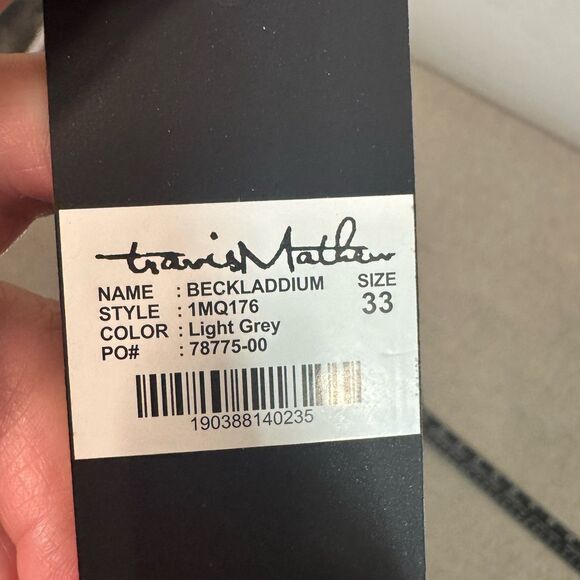 travisMathew
NAME : BECKLADDIUM SIZE
STYLE : 1MQ176 33
COLOR : Light Grey
PO# : 78775-00
190388140235